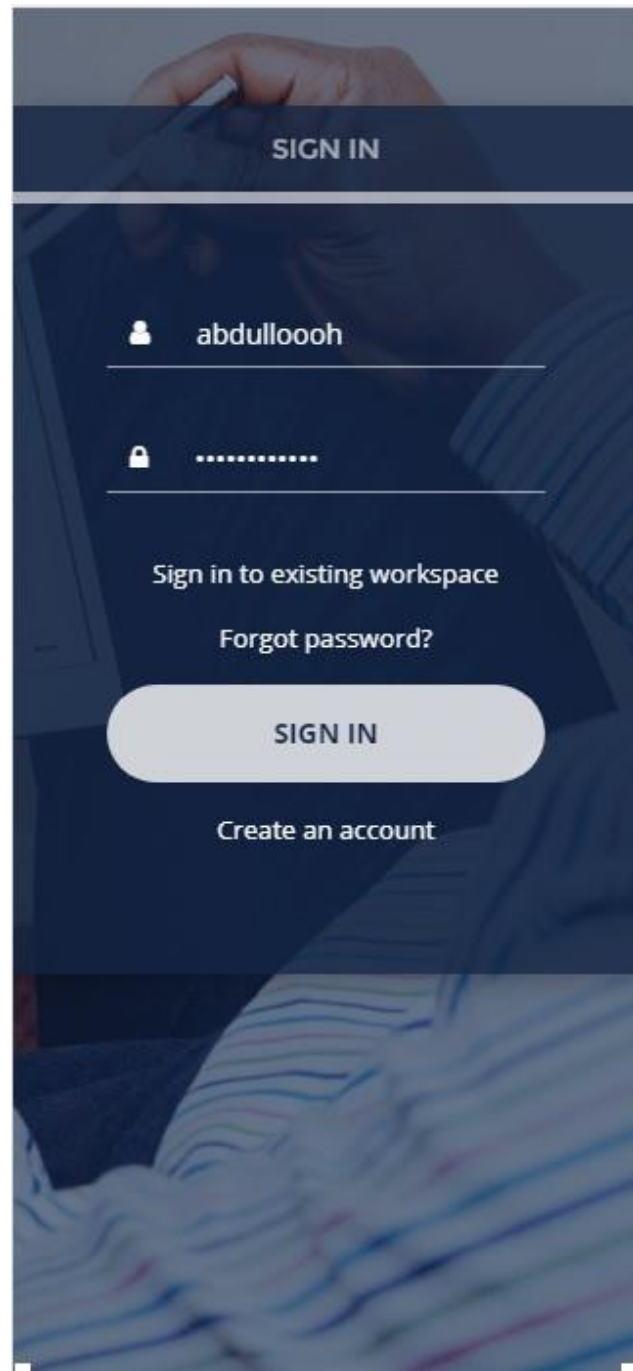 SIGN IN
abdulloooh
••••••••••••
Sign in to existing workspace
Forgot password?
SIGN IN
Create an account